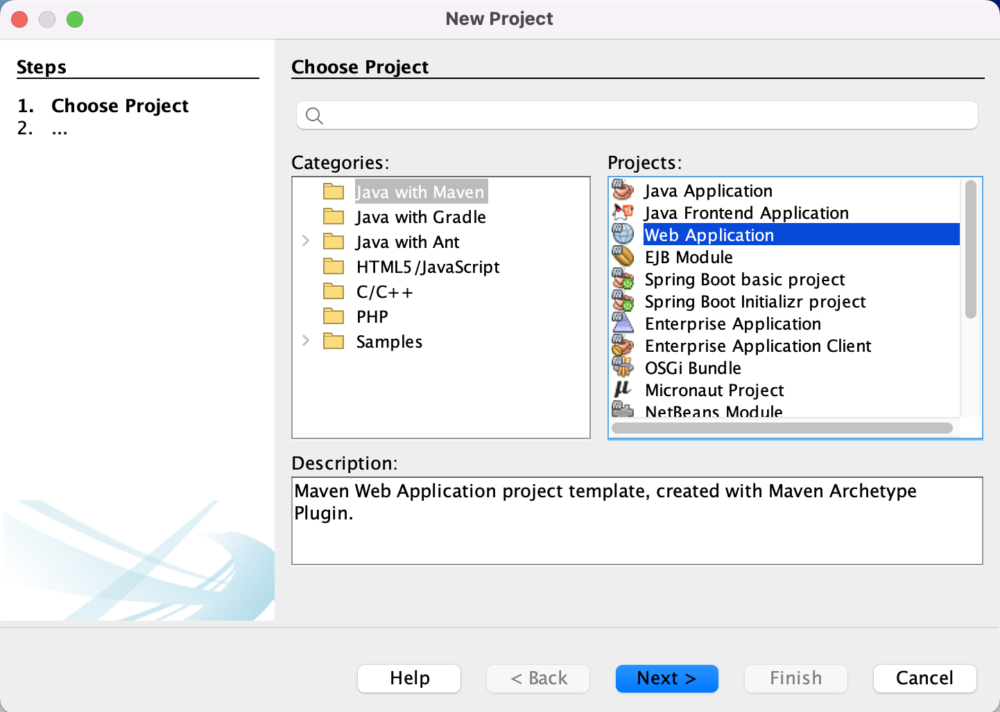 New Project
Steps
1. Choose Project
2. ...
Choose Project
Categories:
Java with Maven
Java with Gradle
Java with Ant
HTML5/JavaScript
C/C++
PHP
Samples
Projects:
Java Application
Java Frontend Application
Web Application
EJB Module
Spring Boot basic project
Spring Boot Initializr project
Enterprise Application
Enterprise Application Client
OSGi Bundle
Micronaut Project
NetBeans Module
Description:
Maven Web Application project template, created with Maven Archetype
Plugin.
Help
< Back
Next >
Finish
Cancel